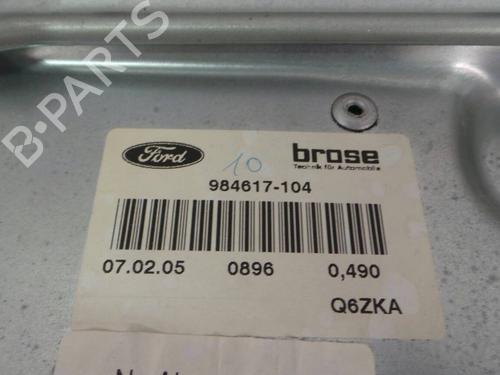 B-PARTS
Ford
10
brose
Technik für Automobile
984617-104
07.02.05 0896 0,490
Q6ZKA